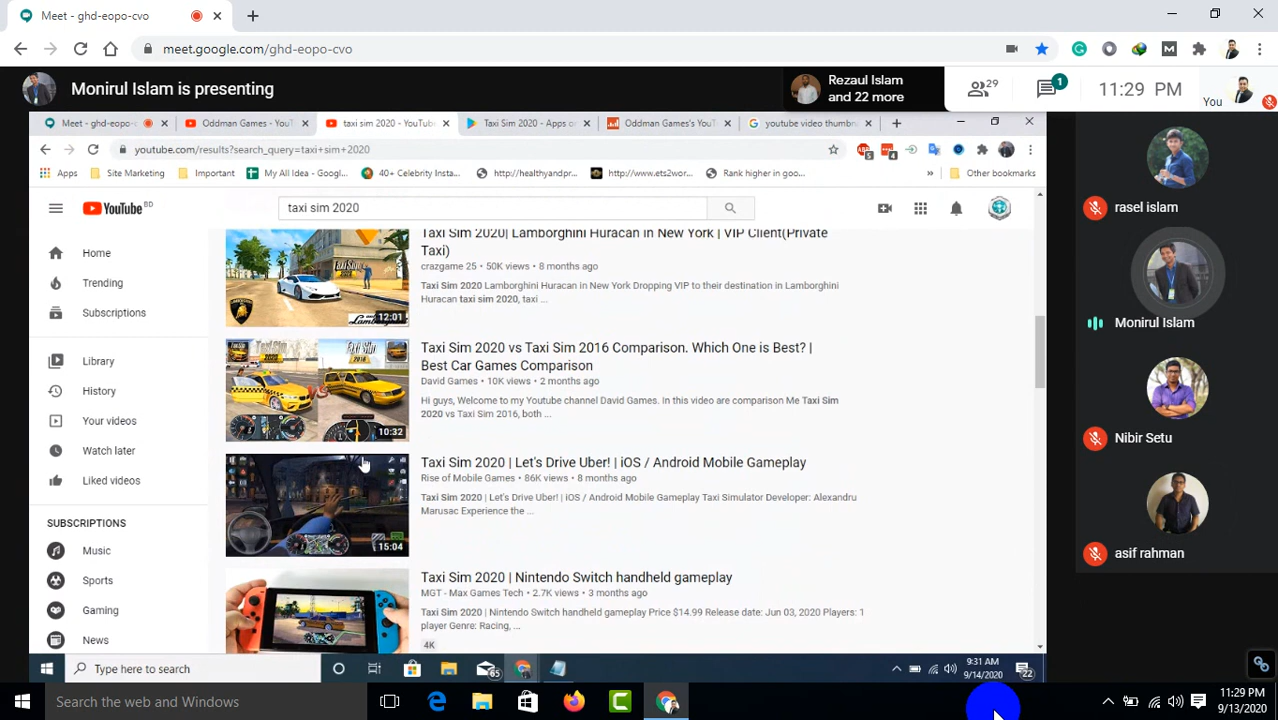 Meet - ghd-eopo-cvo
meet.google.com/ghd-eopo-cvo
Monirul Islam is presenting
Rezaul Islam
and 22 more
29
1
11:29 PM
You
Meet - ghd-eopo-
Oddman Games - YouT
taxi sim 2020 - YouTube
Taxi Sim 2020 - Apps o
Oddman Games's YouT
youtube video thumbn
youtube.com/results?search_query=taxi+sim+2020
5
4
Apps
Site Marketing
Important
My All Idea - Googl...
40+ Celebrity Insta...
http://healthyandpr...
http://www.ets2wor...
Rank higher in goo...
»
Other bookmarks
YouTube BD
taxi sim 2020
Home
Trending
Subscriptions
Library
History
Your videos
Watch later
Liked videos
SUBSCRIPTIONS
Music
Sports
Gaming
News
12:01
Taxi Sim 2020| Lamborghini Huracan in New York | VIP Client(Private
Taxi)
crazgame 25 • 50K views • 8 months ago
Taxi Sim 2020 Lamborghini Huracan in New York Dropping VIP to their destination in Lamborghini
Huracan taxi sim 2020, taxi ...
VS
10:32
Taxi Sim 2020 vs Taxi Sim 2016 Comparison. Which One is Best? |
Best Car Games Comparison
David Games • 10K views • 2 months ago
Hi guys, Welcome to my Youtube channel David Games. In this video are comparison Me Taxi Sim
2020 vs Taxi Sim 2016, both ...
15:04
Taxi Sim 2020 | Let's Drive Uber! | iOS / Android Mobile Gameplay
Rise of Mobile Games • 86K views • 8 months ago
Taxi Sim 2020 | Let's Drive Uber! | iOS / Android Mobile Gameplay Taxi Simulator Developer: Alexandru
Marusac Experience the ...
Taxi Sim 2020 | Nintendo Switch handheld gameplay
MGT - Max Games Tech • 2.7K views • 3 months ago
Taxi Sim 2020 | Nintendo Switch handheld gameplay Price $14.99 Release date: Jun 03, 2020 Players: 1
player Genre: Racing, ...
4K
rasel islam
Monirul Islam
Nibir Setu
asif rahman
Type here to search
65
9:31 AM
9/14/2020
22
Search the web and Windows
11:29 PM
9/13/2020